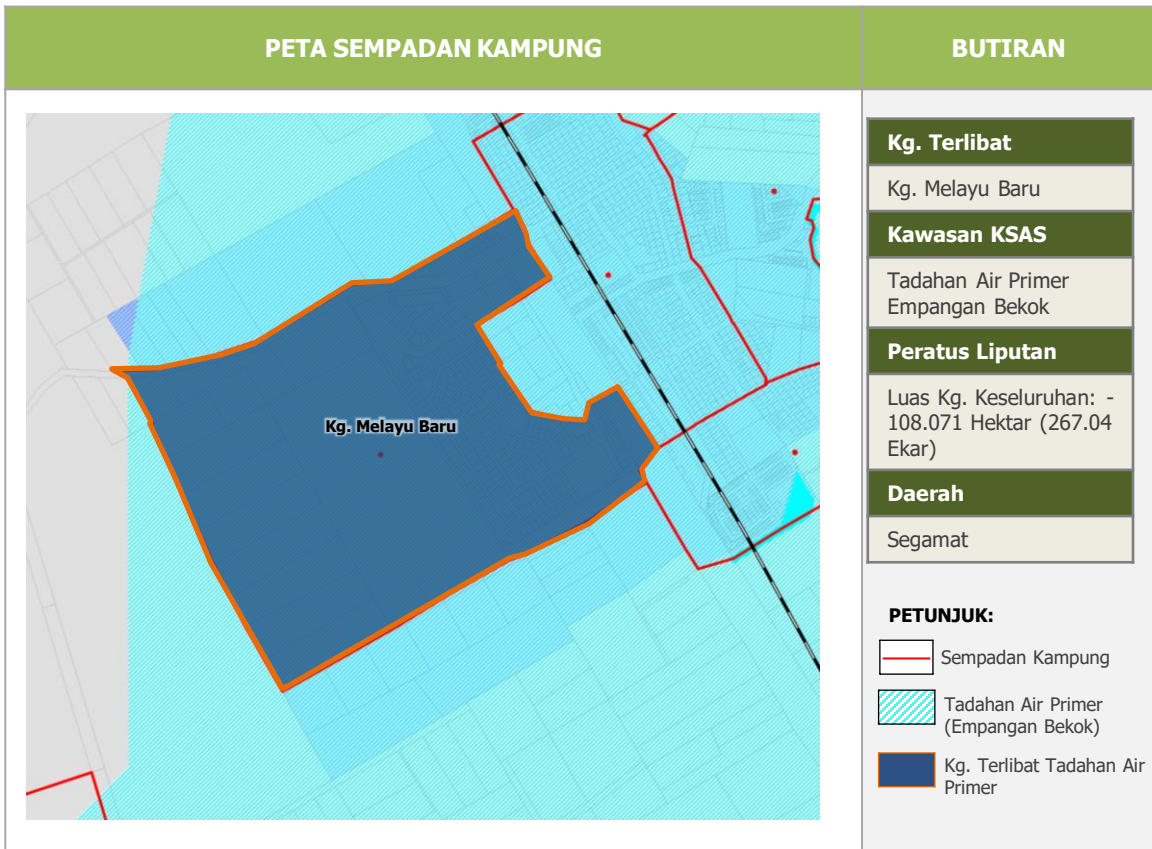 PETA SEMPADAN KAMPUNG
BUTIRAN
Kg. Melayu Baru
Kg. Terlibat
Kg. Melayu Baru
Kawasan KSAS
Tadahan Air Primer
Empangan Bekok
Peratus Liputan
Luas Kg. Keseluruhan: -
108.071 Hektar (267.04
Ekar)
Daerah
Segamat
PETUNJUK:
Sempadan Kampung
Tadahan Air Primer
(Empangan Bekok)
Kg. Terlibat Tadahan Air
Primer